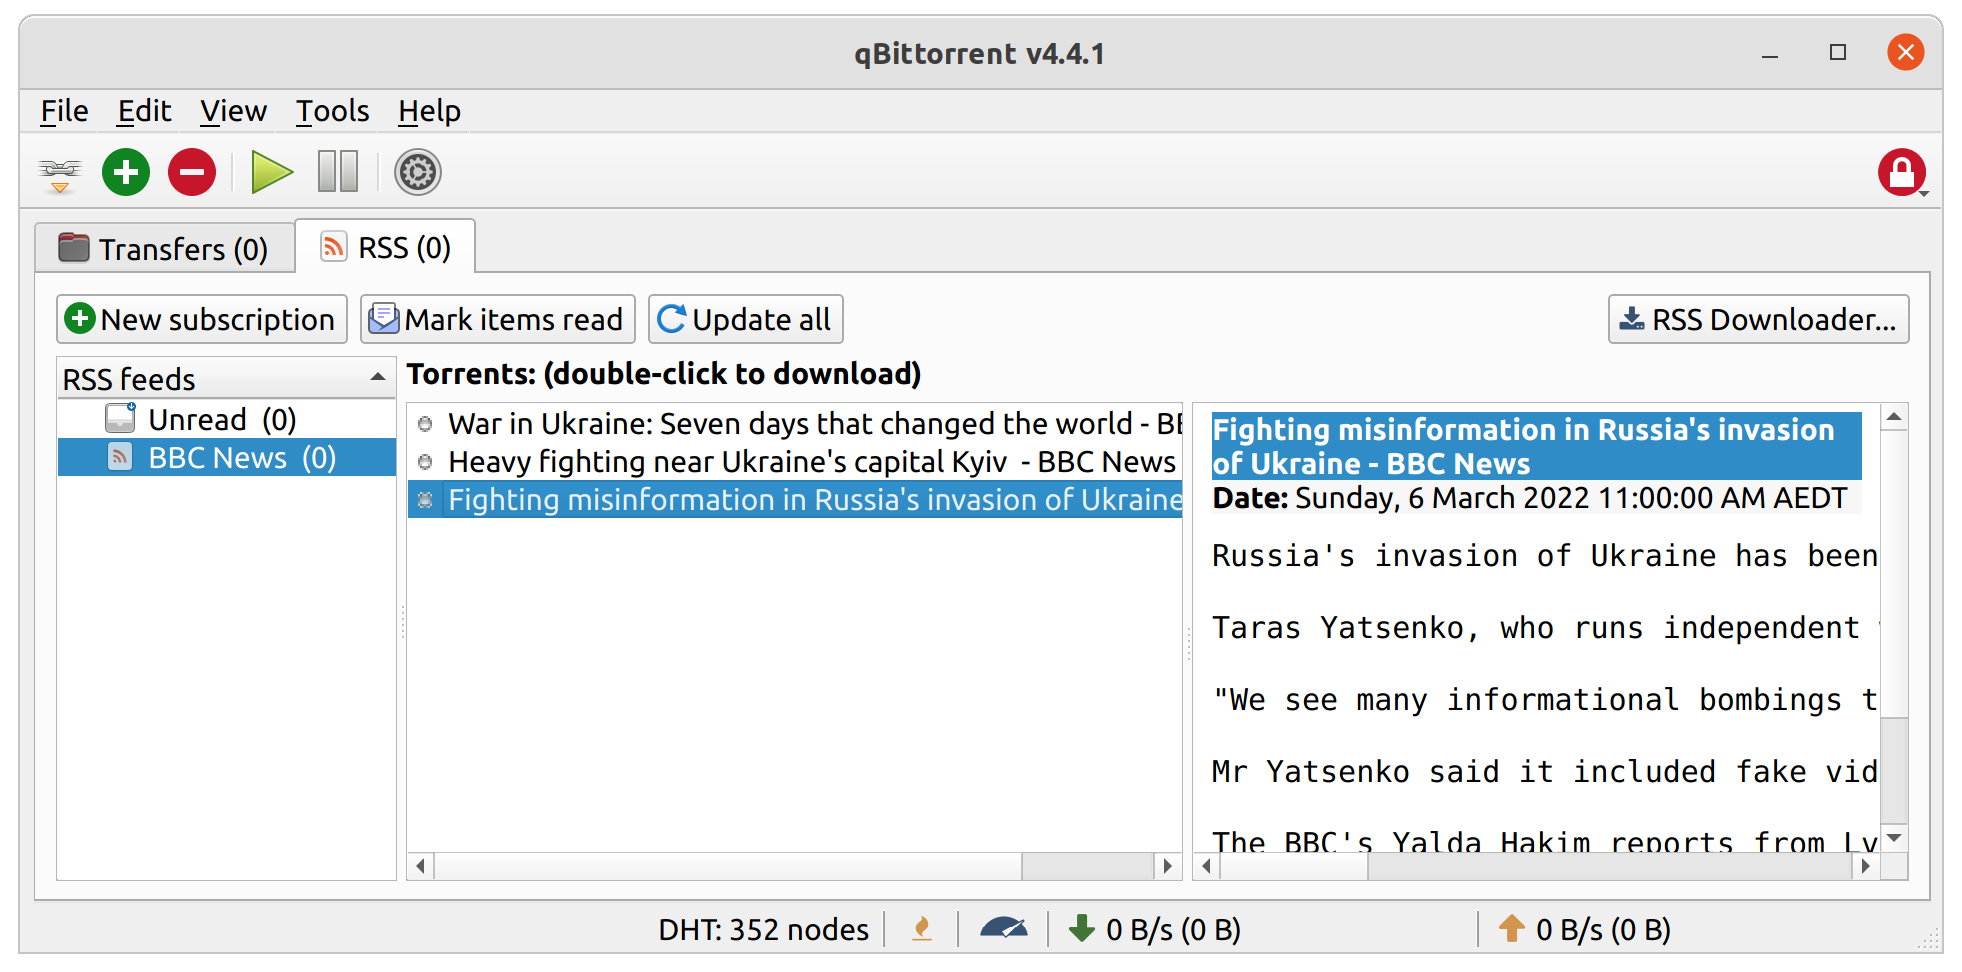 qBittorrent v4.4.1
File Edit View Tools Help
Transfers (0) RSS (0)
New subscription Mark items read Update all RSS Downloader...
RSS feeds
Unread (0)
BBC News (0)
Torrents: (double-click to download)
War in Ukraine: Seven days that changed the world -
Heavy fighting near Ukraine's capital Kyiv - BBC News
Fighting misinformation in Russia's invasion of Ukraine
Fighting misinformation in Russia's invasion
of Ukraine - BBC News
Date: Sunday, 6 March 2022 11:00:00 AM AEDT
Russia's invasion of Ukraine has been
Taras Yatsenko, who runs independent
"We see many informational bombings t
Mr Yatsenko said it included fake vid
The BBC's Yalda Hakim reports from Lv
DHT: 352 nodes 0 B/s (0 B) 0 B/s (0 B)